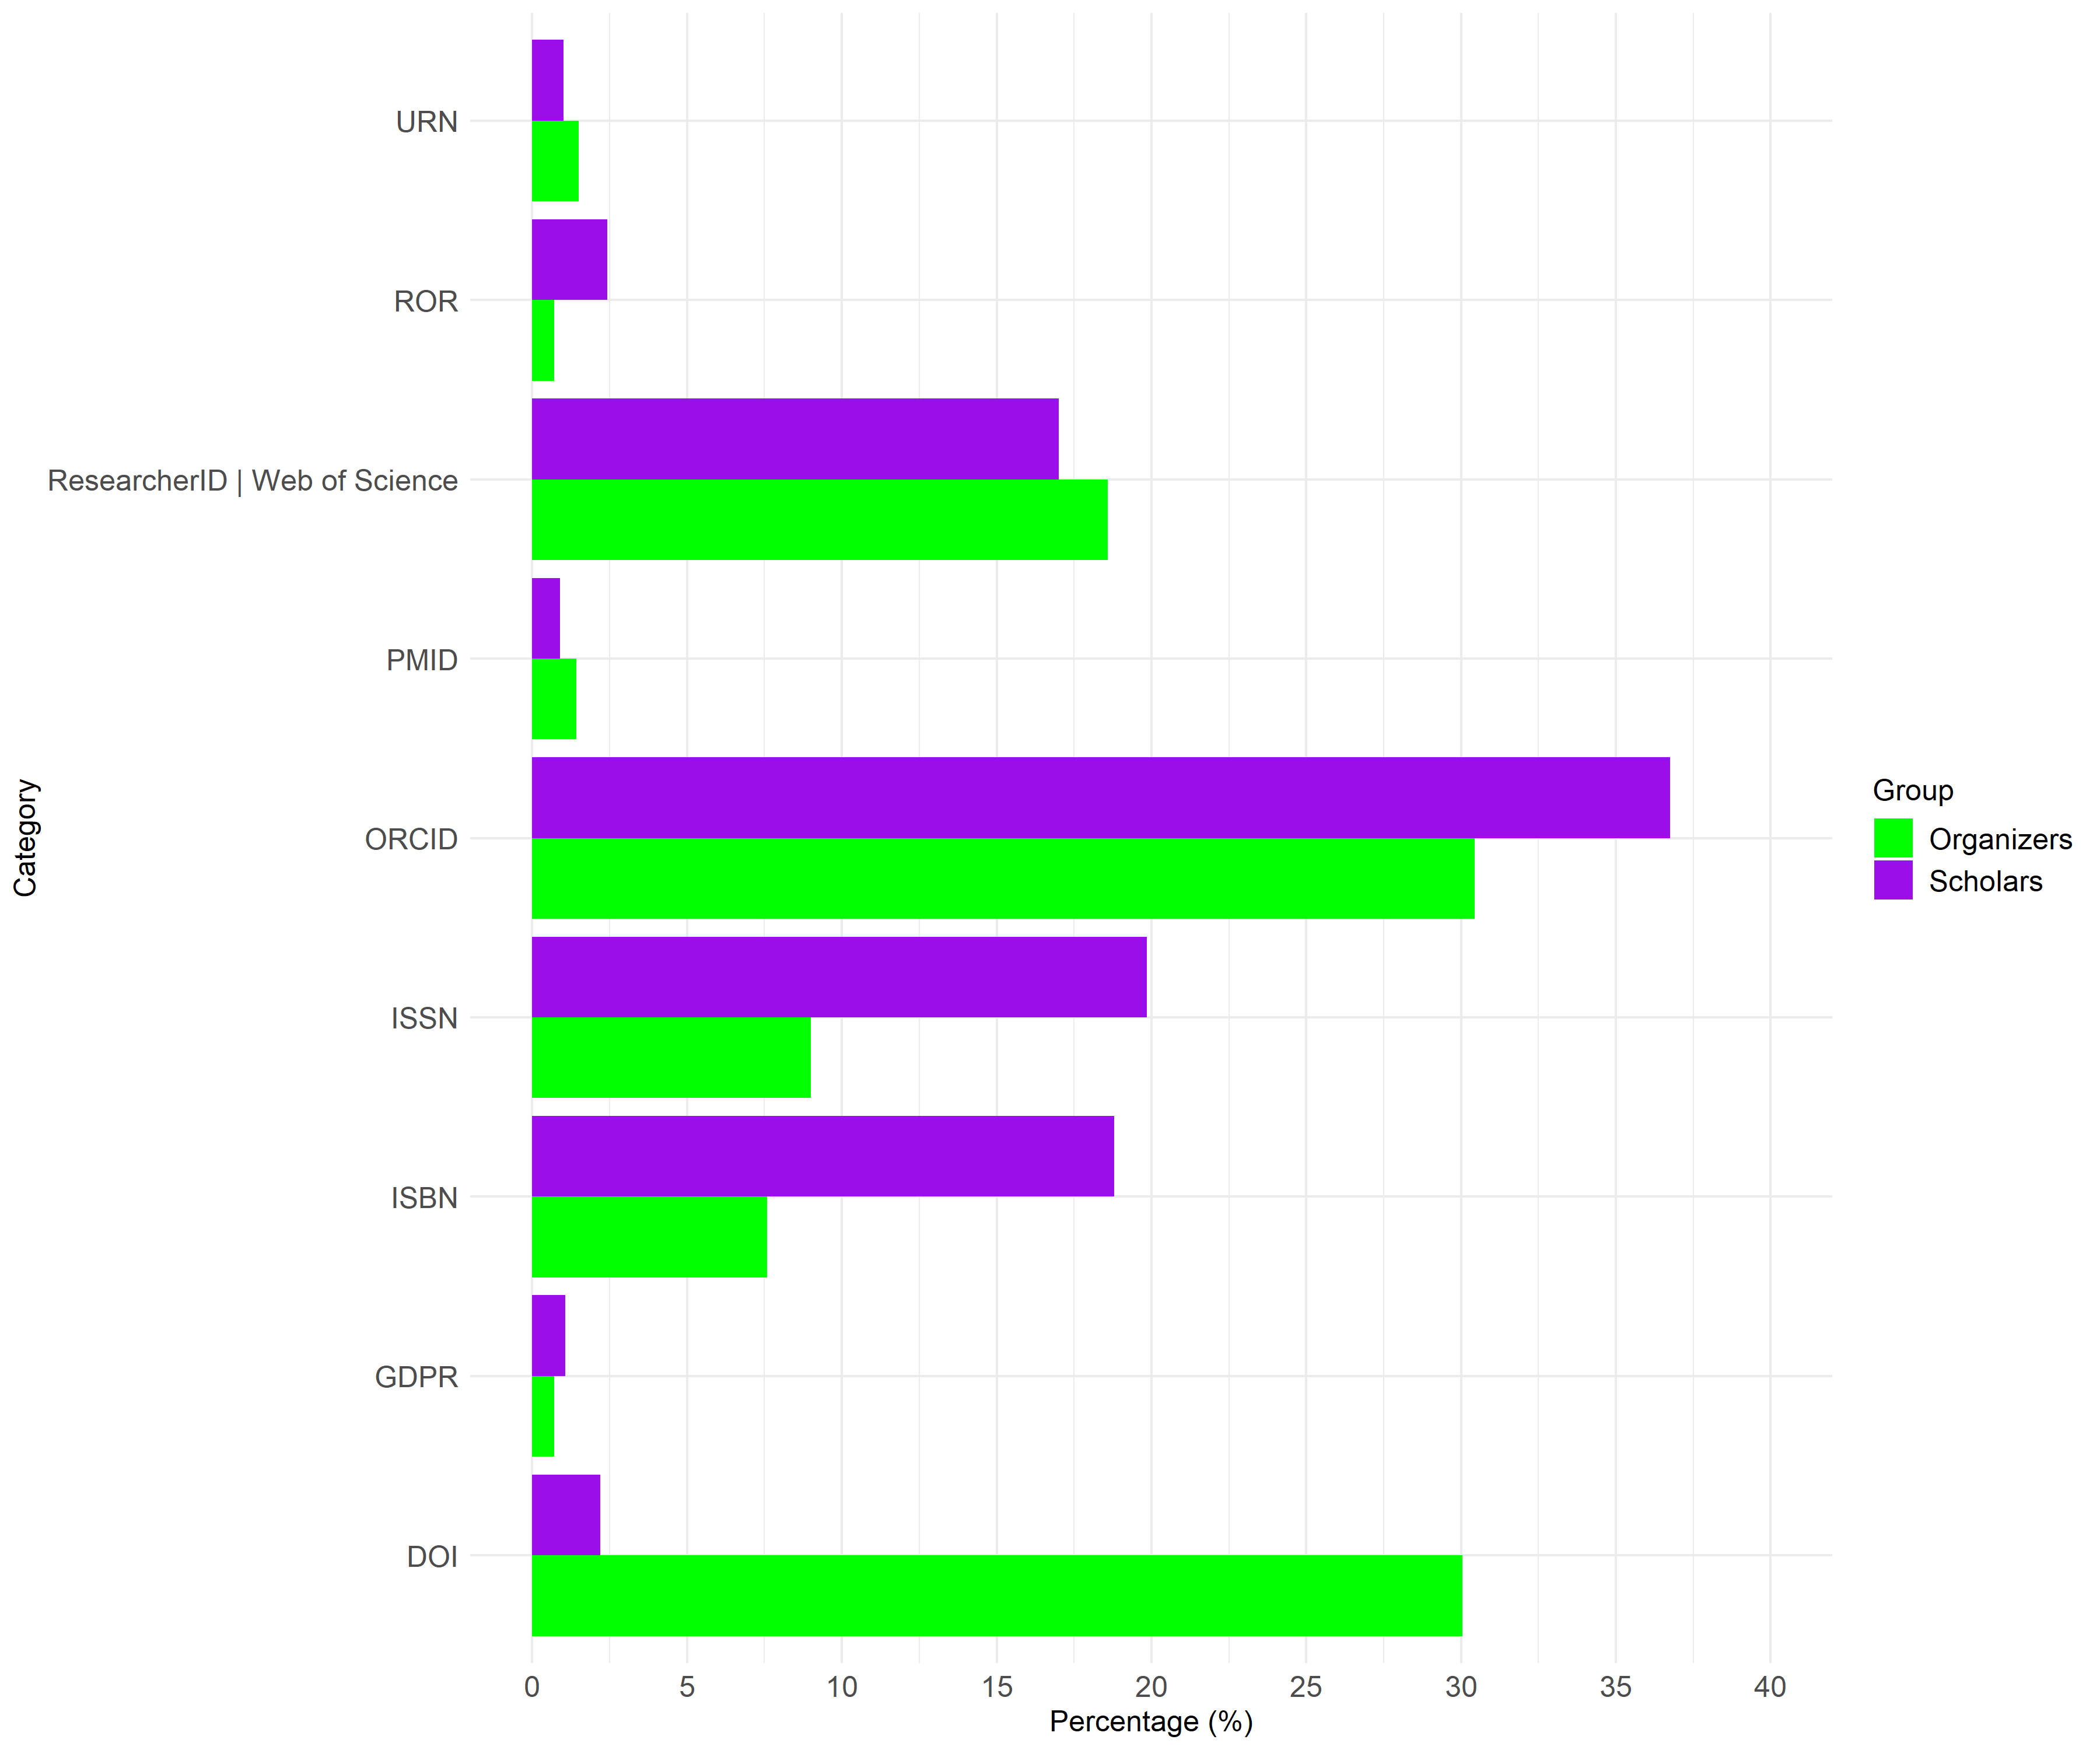 URN
ROR
ResearcherID | Web of Science
PMID
ORCID
ISSN
ISBN
GDPR
DOI
Category
0 5 10 15 20 25 30 35 40
Percentage (%)
Group
Organizers
Scholars